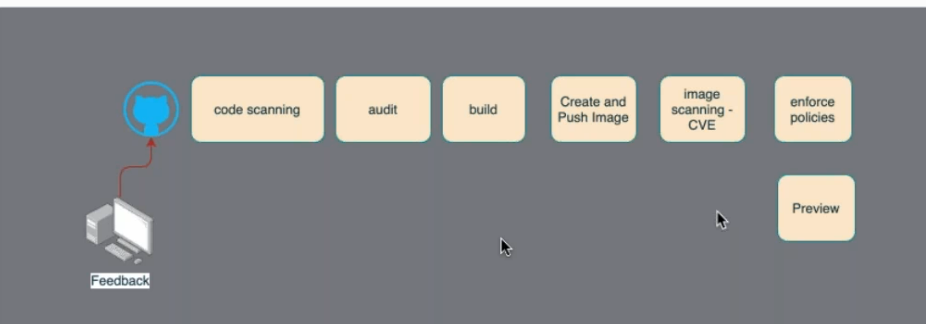 code scanning
audit
build
Create and
Push Image
image
scanning -
CVE
enforce
policies
Preview
Feedback